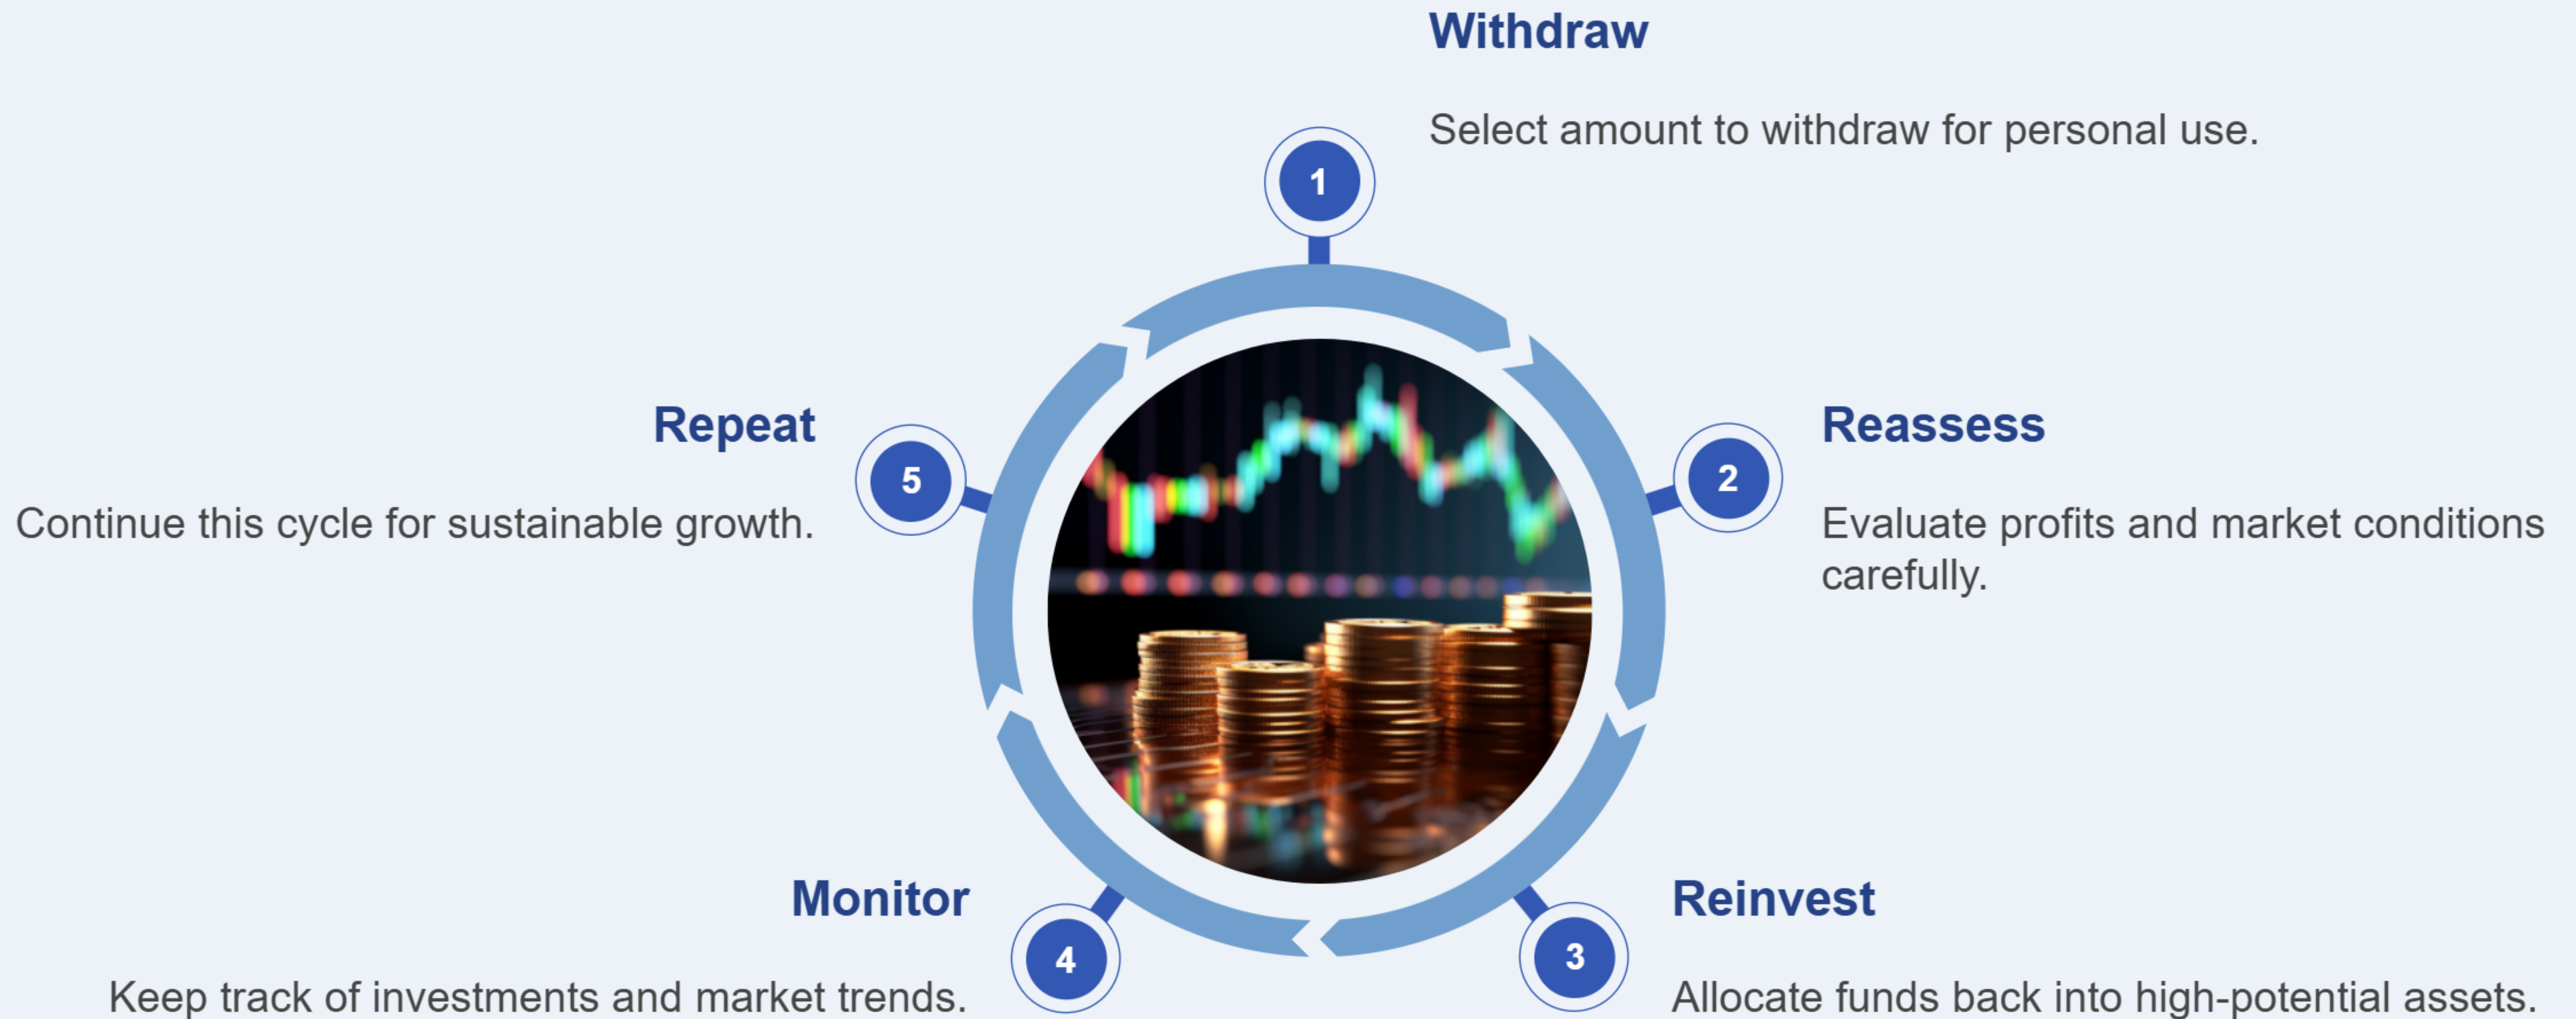 Withdraw
Select amount to withdraw for personal use.
1
Reassess
2
Evaluate profits and market conditions
carefully.
Reinvest
3
Allocate funds back into high-potential assets.
Monitor
4
Keep track of investments and market trends.
Repeat
5
Continue this cycle for sustainable growth.